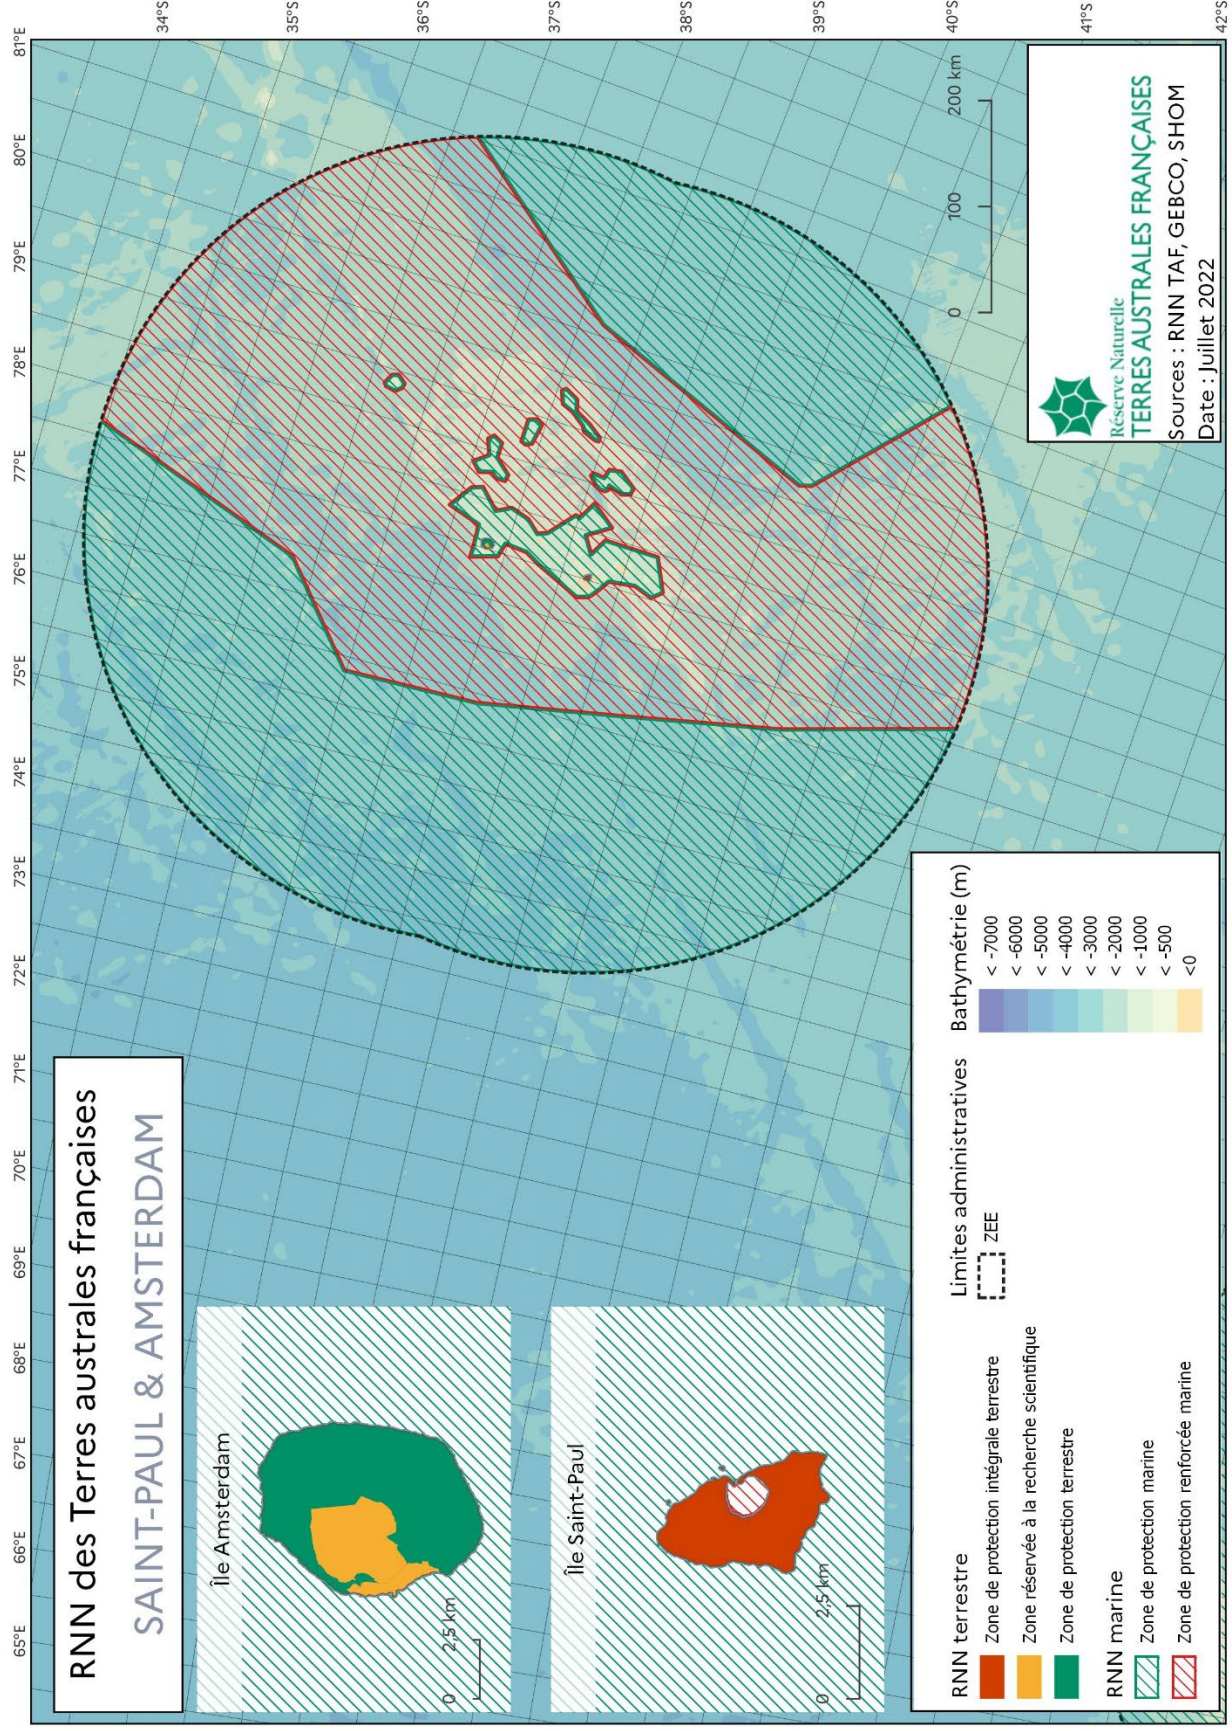 RNN des Terres australes françaises
SAINT-PAUL & AMSTERDAM
65°E
66°E
67°E
68°E
69°E
70°E
71°E
72°E
73°E
74°E
75°E
76°E
77°E
78°E
79°E
80°E
81°E
34°S
35°S
36°S
37°S
38°S
39°S
40°S
41°S
42°S
Île Amsterdam
0 2,5 km
Île Saint-Paul
0 2,5 km
RNN terrestre
Zone de protection intégrale terrestre
Zone réservée à la recherche scientifique
Zone de protection terrestre
RNN marine
Zone de protection marine
Zone de protection renforcée marine
Limites administratives
ZEE
Bathymétrie (m)
< -7000
< -6000
< -5000
< -4000
< -3000
< -2000
< -1000
< -500
<0
0 100 200 km
Réserve Naturelle
TERRES AUSTRALES FRANÇAISES
Sources : RNN TAF, GEBCO, SHOM
Date : Juillet 2022